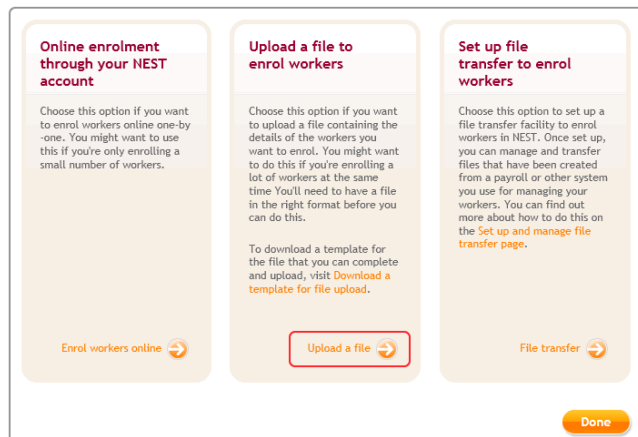 Online enrolment
through your NEST
account
Choose this option if you want
to enrol workers online one-by
-one. You might want to use
this if you're only enrolling a
small number of workers.
Enrol workers online
Upload a file to
enrol workers
Choose this option if you want
to upload a file containing the
details of the workers you
want to enrol. You might want
to do this if you're enrolling a
lot of workers at the same
time You'll need to have a file
in the right format before you
can do this.
To download a template for
the file that you can complete
and upload, visit Download a
template for file upload.
Upload a file
Set up file
transfer to enrol
workers
Choose this option to set up a
file transfer facility to enrol
workers in NEST. Once set up,
you can manage and transfer
files that have been created
from a payroll or other system
you use for managing your
workers. You can find out
more about how to do this on
the Set up and manage file
transfer page.
File transfer
Done